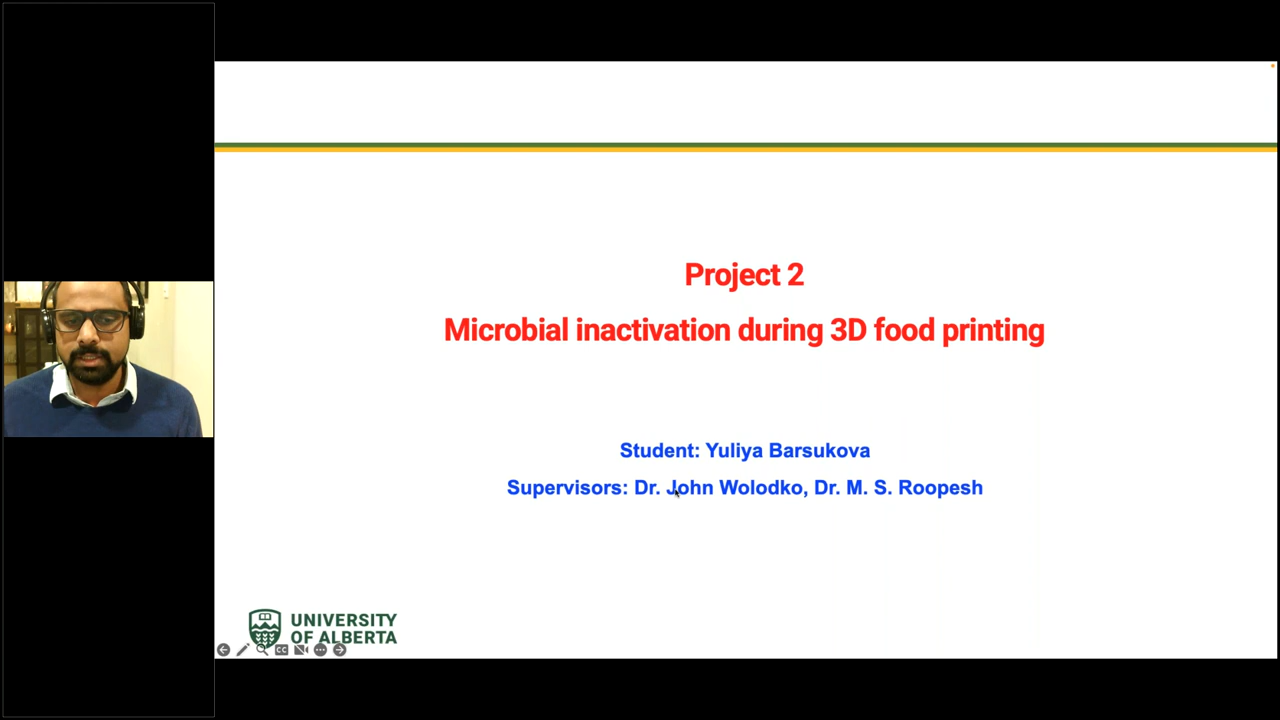 Project 2
Microbial inactivation during 3D food printing
Student: Yuliya Barsukova
Supervisors: Dr. John Wolodko, Dr. M. S. Roopesh
UNIVERSITY
OF ALBERTA
CC